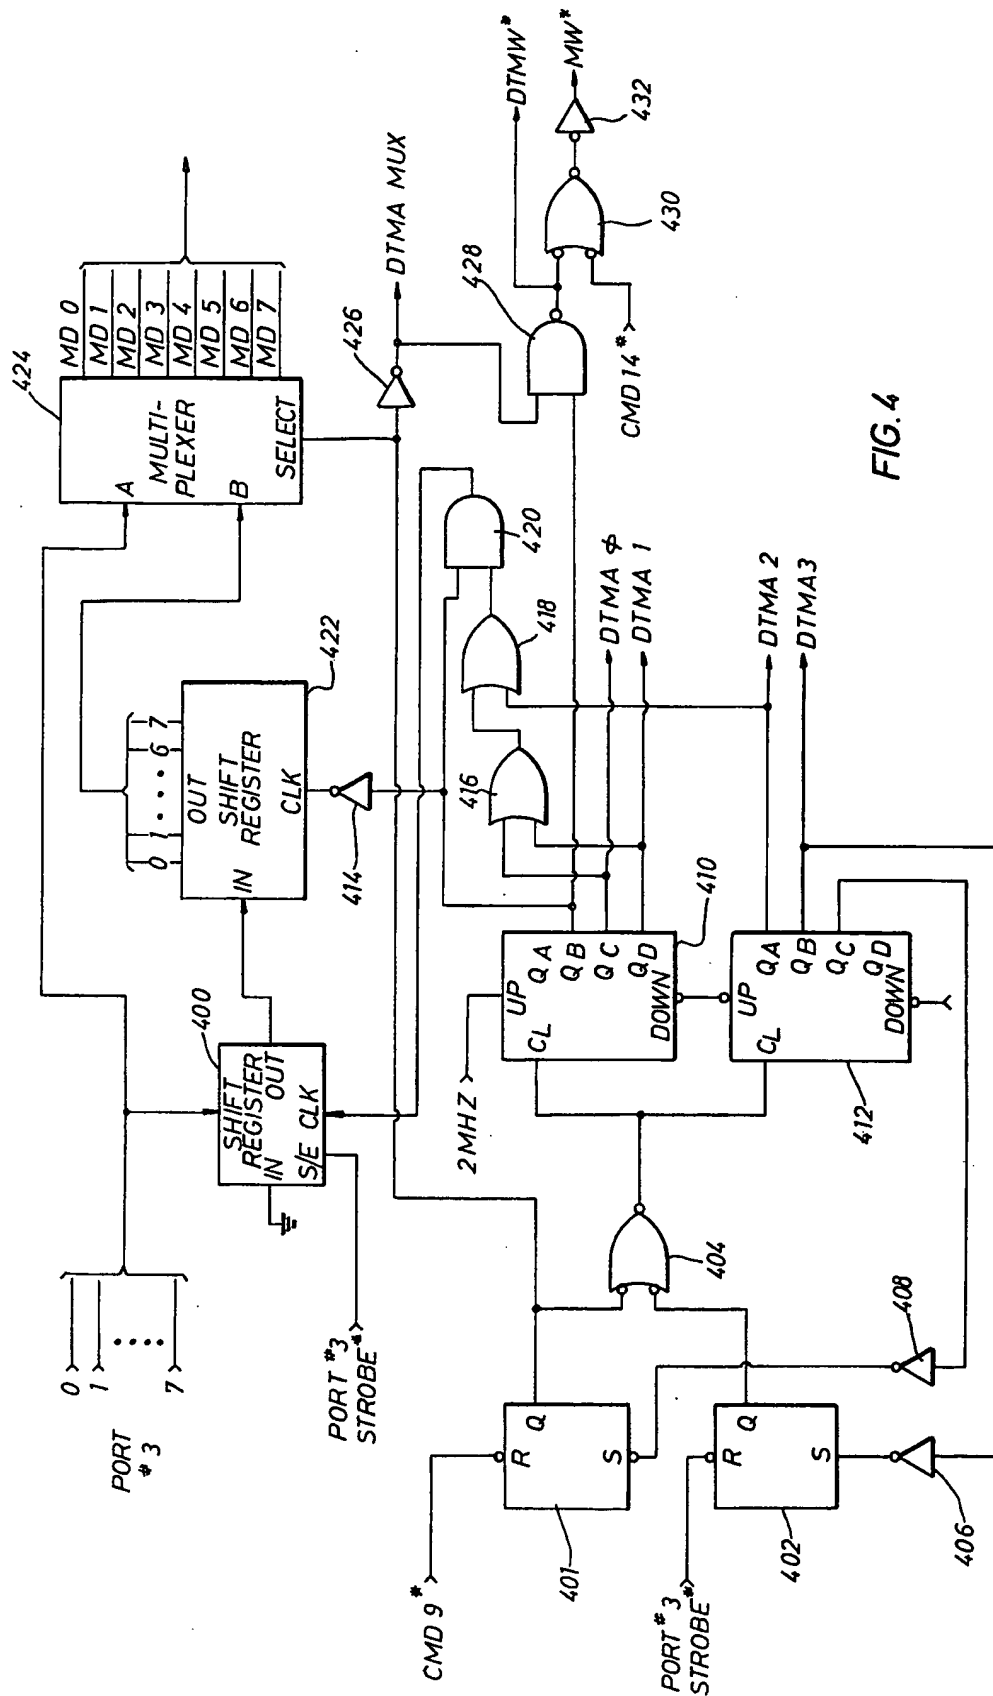 PORT
#3
0
1
7
PORT #3
STROBE*
SHIFT
REGISTER
IN
OUT
S/E CLK
400
0 1 6 7
OUT
SHIFT
REGISTER
IN
CLK
422
414
A
MULTI-
PLEXER
B
SELECT
424
MD 0
MD 1
MD 2
MD 3
MD 4
MD 5
MD 6
MD 7
426
DTMA MUX
DTMW*
MW*
432
430
428
CMD 14*
420
418
416
DTMA ϕ
DTMA 1
DTMA 2
DTMA3
2MHZ
UP
CL
QA
QB
QC
QD
DOWN
410
UP
CL
QA
QB
QC
QD
DOWN
412
404
408
406
CMD 9*
R
Q
S
401
PORT #3
STROBE*
R
Q
S
402
FIG. 4